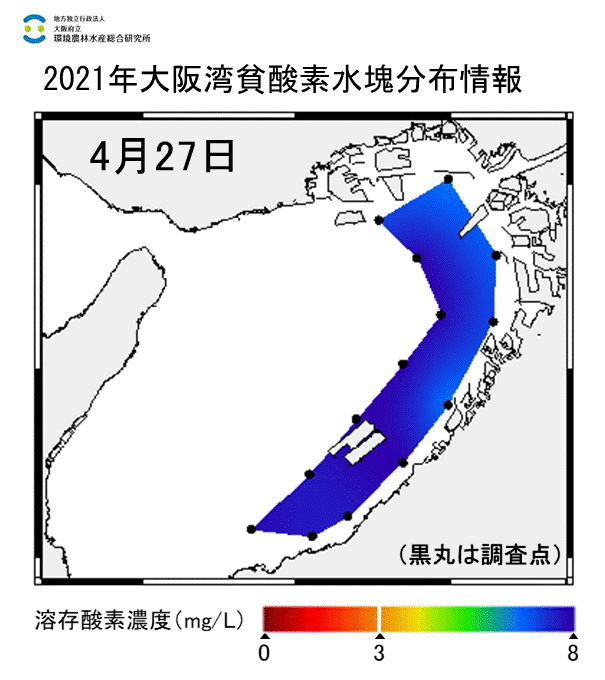 地方独立行政法人
大阪府立
環境農林水産総合研究所
2021年大阪湾貧酸素水塊分布情報
4月27日
(黒丸は調査点)
溶存酸素濃度(mg/L)
0 3 8